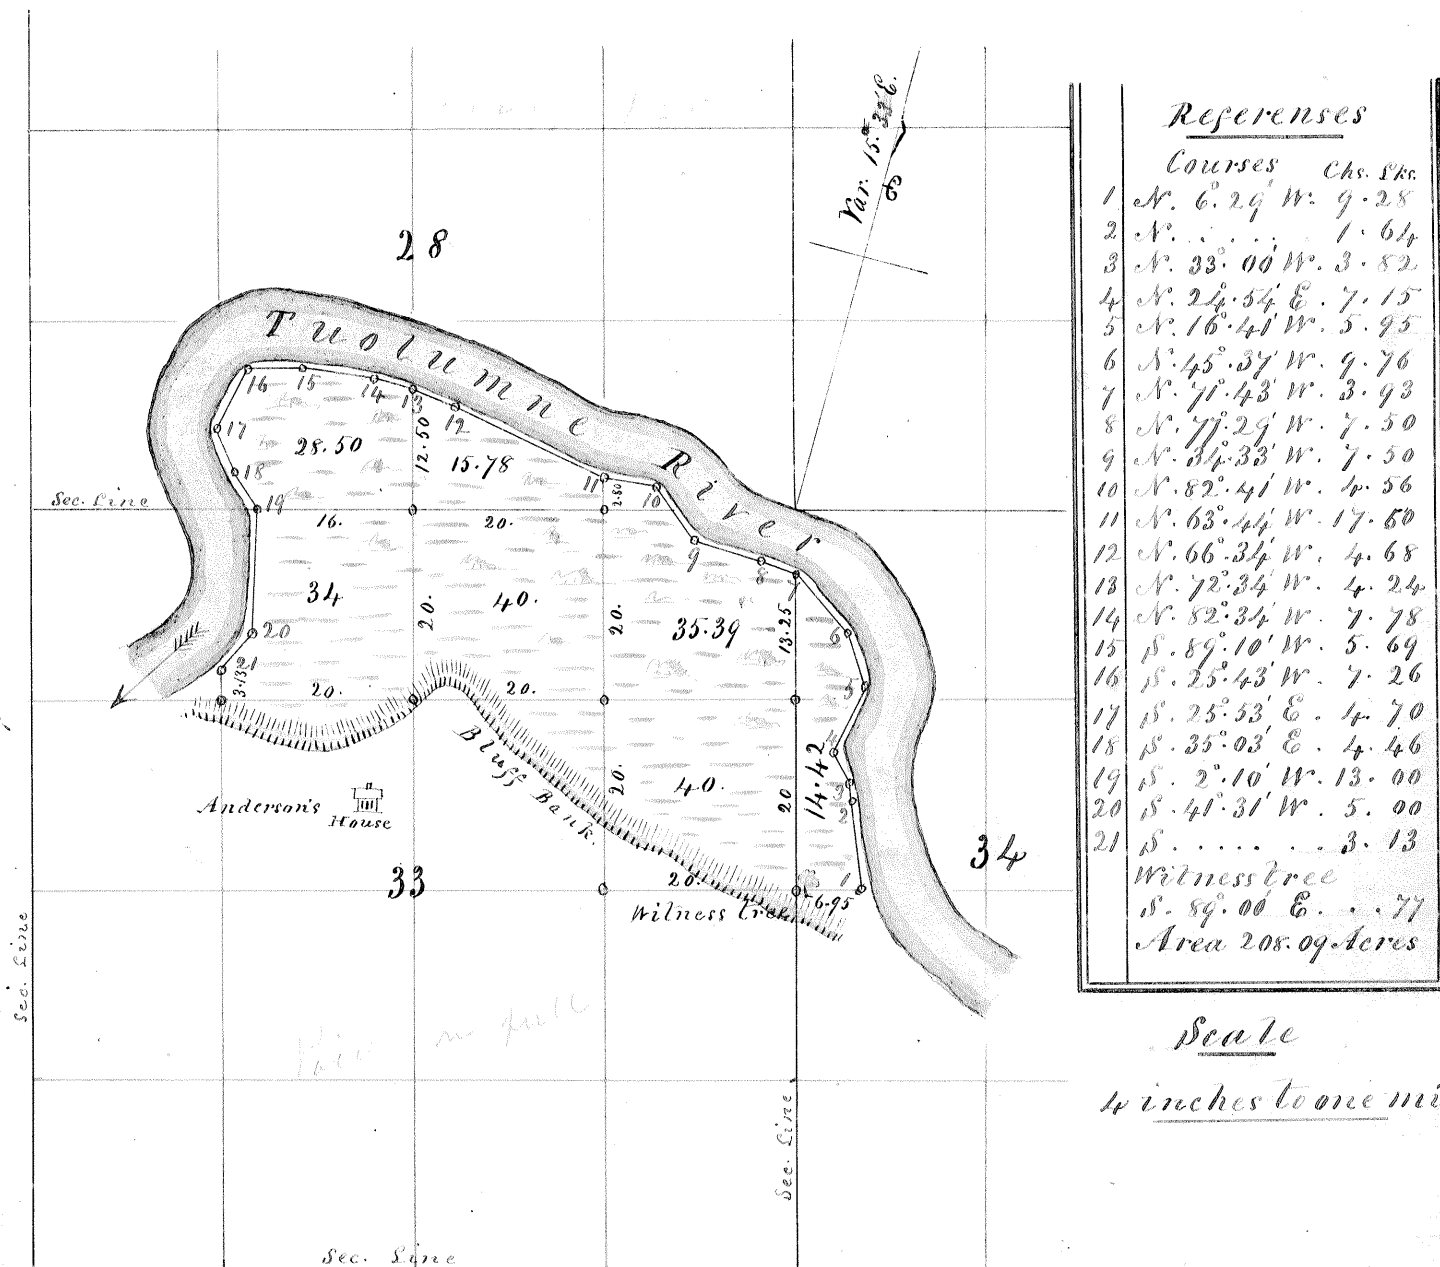 Var. 15° 33' E.
28
Tuolumne River
16 15 14 13 12
17
28.50
12.50
15.78
18
11
2.80
10
Sec. Line
19
16.
20.
9
8
7
34
40.
20.
20.
35.39
13.25
6
20
21
3.13
20.
20.
5
4
Bluff Bank.
20.
40.
20
14.42
3
2
Anderson's
House
33
20.
1
6.95
Witness tree
34
Sec. Line
Sec. Line
Sec. Line
Referenses
Courses Chs. Lks.
1 N. 6° 29' W. 9.28
2 N. . . . . 1.64
3 N. 33° 00' W. 3.82
4 N. 24° 54' E. 7.15
5 N. 16° 41' W. 5.95
6 N. 45° 37' W. 9.76
7 N. 71° 43' W. 3.93
8 N. 77° 29' W. 7.50
9 N. 34° 33' W. 7.50
10 N. 82° 41' W. 4.56
11 N. 63° 44' W. 17.50
12 N. 66° 34' W. 4.68
13 N. 72° 34' W. 4.24
14 N. 82° 34' W. 7.78
15 S. 89° 10' W. 5.69
16 S. 25° 43' W. 7.26
17 S. 25° 53' E. 4.70
18 S. 35° 03' E. 4.46
19 S. 2° 10' W. 13.00
20 S. 41° 31' W. 5.00
21 S. . . . . . . 3.13
Witness tree
S. 89° 00' E. . . 77
Area 208.09 Acres
Scale
4 inches to one mi